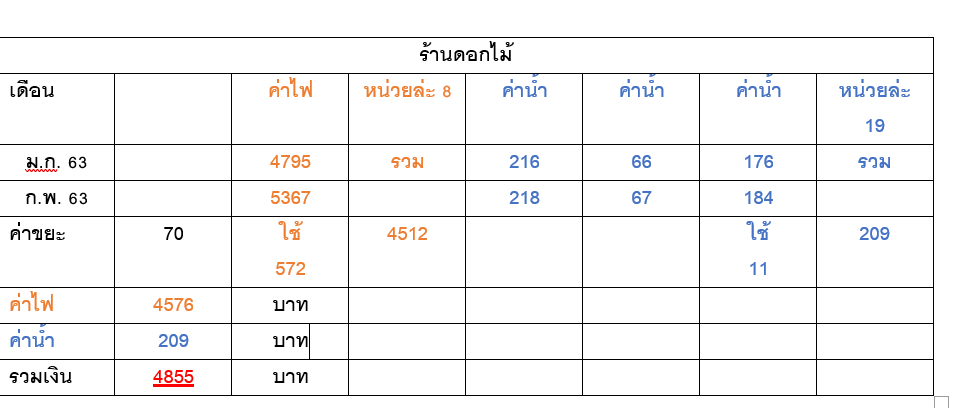 ร้านดอกไม้
เดือน ค่าไฟ หน่วยล่ะ 8 ค่าน้ำ ค่าน้ำ ค่าน้ำ หน่วยล่ะ
19
ม.ก. 63 4795 รวม 216 66 176 รวม
ก.พ. 63 5367 218 67 184
ค่าขยะ 70 ใช้ 4512 ใช้ 209
572 11
ค่าไฟ 4576 บาท
ค่าน้ำ 209 บาท
รวมเงิน 4855 บาท